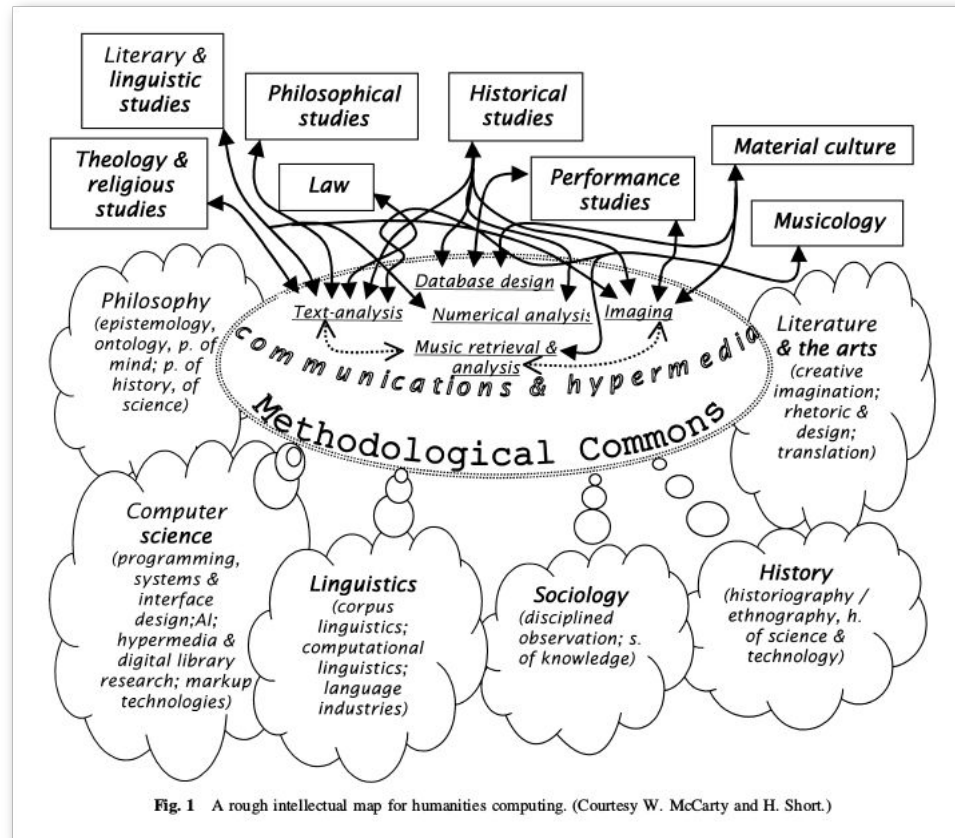 Literary &
linguistic
studies
Philosophical
studies
Historical
studies
Material culture
Theology &
religious
studies
Law
Performance
studies
Musicology
Database design
Text-analysis
Numerical analysis
Imaging
Music retrieval &
analysis
communications & hypermedia
Methodological Commons
Philosophy
(epistemology,
ontology, p. of
mind; p. of
history, of
science)
Literature
& the arts
(creative
imagination;
rhetoric &
design;
translation)
Computer
science
(programming,
systems &
interface
design;AI;
hypermedia &
digital library
research; markup
technologies)
Linguistics
(corpus
linguistics;
computational
linguistics;
language
industries)
Sociology
(disciplined
observation; s.
of knowledge)
History
(historiography /
ethnography, h.
of science &
technology)
Fig. 1 A rough intellectual map for humanities computing. (Courtesy W. McCarty and H. Short.)